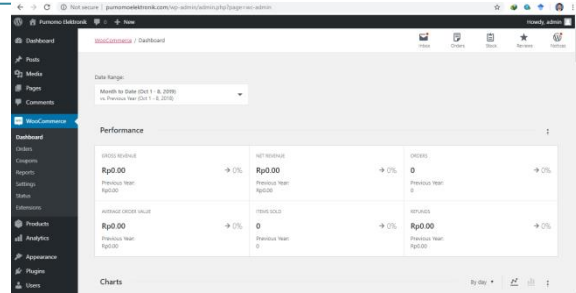 Not secure | purnomoelektronik.com/wp-admin/admin.php?page=wc-admin
Purnomo Elektronik 0 + New Howdy, admin
Dashboard
Posts
Media
Pages
Comments
WooCommerce
Dashboard
Orders
Coupons
Reports
Settings
Status
Extensions
Products
Analytics
Appearance
Plugins
Users
WooCommerce / Dashboard
Inbox
Orders
Stock
Reviews
Notices
Date Range:
Month to Date (Oct 1 - 8, 2019)
vs. Previous Year (Oct 1 - 8, 2018)
Performance
GROSS REVENUE
Rp0.00 → 0%
Previous Year:
Rp0.00
NET REVENUE
Rp0.00 → 0%
Previous Year:
Rp0.00
ORDERS
0 → 0%
Previous Year:
0
AVERAGE ORDER VALUE
Rp0.00 → 0%
Previous Year:
Rp0.00
ITEMS SOLD
0 → 0%
Previous Year:
0
REFUNDS
Rp0.00 → 0%
Previous Year:
Rp0.00
Charts
By day